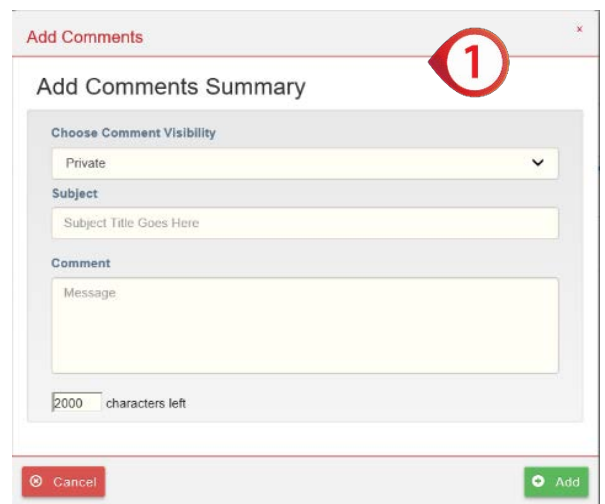 Add Comments
x
1
Add Comments Summary
Choose Comment Visibility
Private
Subject
Subject Title Goes Here
Comment
Message
2000 characters left
Cancel
Add